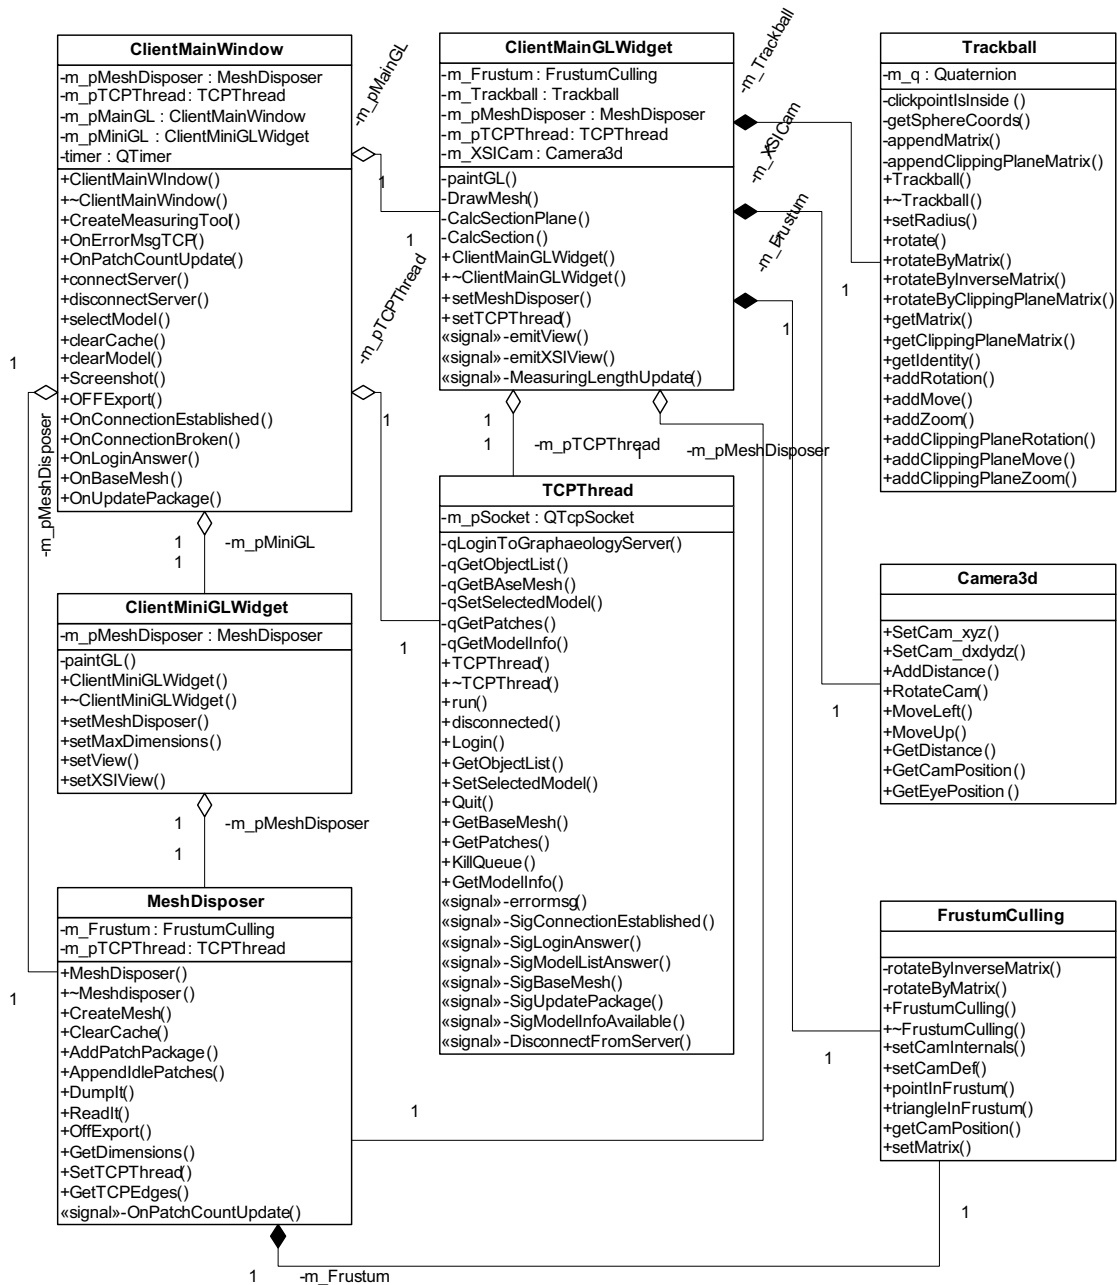 ClientMainWindow
-m_pMeshDisposer : MeshDisposer
-m_pTCPThread: TCPThread
-m_pMainGL : ClientMainWindow
-m_pMiniGL : ClientMiniGLWidget
-timer : QTimer
+ClientMainWIndow()
+~ClientMainWindow()
+CreateMeasuringTool()
+OnErrorMsgTCP()
+OnPatchCountUpdate()
+connectServer()
+disconnectServer()
+selectModel()
+clearCache()
+clearModel()
+Screenshot()
+OFFExport()
+OnConnectionEstablished()
+OnConnectionBroken()
+OnLoginAnswer()
+OnBaseMesh()
+OnUpdatePackage()
-m_pMainGL
1
1
-m_pTCPThread
1
1
1
-m_pMeshDisposer
1
1
-m_pMiniGL
1
ClientMainGLWidget
-m_Frustum : FrustumCulling
-m_Trackball : Trackball
-m_pMeshDisposer : MeshDisposer
-m_pTCPThread: TCPThread
-m_XSICam : Camera3d
-paintGL()
-DrawMesh()
-CalcSectionPlane()
-CalcSection()
+ClientMainGLWidget()
+~ClientMainGLWidget()
+setMeshDisposer()
+setTCPThread()
«signal»-emitView()
«signal»-emitXSIView()
«signal»-MeasuringLengthUpdate()
-m_Trackball
-m_XSICam
1
-m_Frustum
1
1
1
1
1
1
-m_pTCPThread
1
-m_pMeshDisposer
1
Trackball
-m_q : Quaternion
-clickpointIsInside ()
-getSphereCoords()
-appendMatrix()
-appendClippingPlaneMatrix()
+Trackball()
+~Trackball()
+setRadius()
+rotate()
+rotateByMatrix()
+rotateByInverseMatrix()
+rotateByClippingPlaneMatrix()
+getMatrix()
+getClippingPlaneMatrix()
+getIdentity()
+addRotation()
+addMove()
+addZoom()
+addClippingPlaneRotation()
+addClippingPlaneMove()
+addClippingPlaneZoom()
TCPThread
-m_pSocket : QTcpSocket
-qLoginToGraphaeologyServer()
-qGetObjectList()
-qGetBAseMesh()
-qSetSelectedModel()
-qGetPatches()
-qGetModelInfo()
+TCPThread()
+~TCPThread()
+run()
+disconnected()
+Login()
+GetObjectList()
+SetSelectedModel()
+Quit()
+GetBaseMesh()
+GetPatches()
+KillQueue()
+GetModelInfo()
«signal»-errormsg()
«signal»-SigConnectionEstablished()
«signal»-SigLoginAnswer()
«signal»-SigModelListAnswer()
«signal»-SigBaseMesh()
«signal»-SigUpdatePackage()
«signal»-SigModelInfoAvailable()
«signal»-DisconnectFromServer()
ClientMiniGLWidget
-m_pMeshDisposer : MeshDisposer
-paintGL()
+ClientMiniGLWidget()
+~ClientMiniGLWidget()
+setMeshDisposer()
+setMaxDimensions()
+setView()
+setXSIView()
1
-m_pMeshDisposer
1
Camera3d
+SetCam_xyz()
+SetCam_dxdydz()
+AddDistance()
+RotateCam()
+MoveLeft()
+MoveUp()
+GetDistance()
+GetCamPosition()
+GetEyePosition()
MeshDisposer
-m_Frustum : FrustumCulling
-m_pTCPThread: TCPThread
+MeshDisposer()
+~Meshdisposer()
+CreateMesh()
+ClearCache()
+AddPatchPackage()
+AppendIdlePatches()
+DumpIt()
+ReadIt()
+OffExport()
+GetDimensions()
+SetTCPThread()
+GetTCPEdges()
«signal»-OnPatchCountUpdate()
FrustumCulling
-rotateByInverseMatrix()
-rotateByMatrix()
+FrustumCulling()
+~FrustumCulling()
+setCamInternals()
+setCamDef()
+pointInFrustum()
+triangleInFrustum()
+getCamPosition()
+setMatrix()
1
1
-m_Frustum